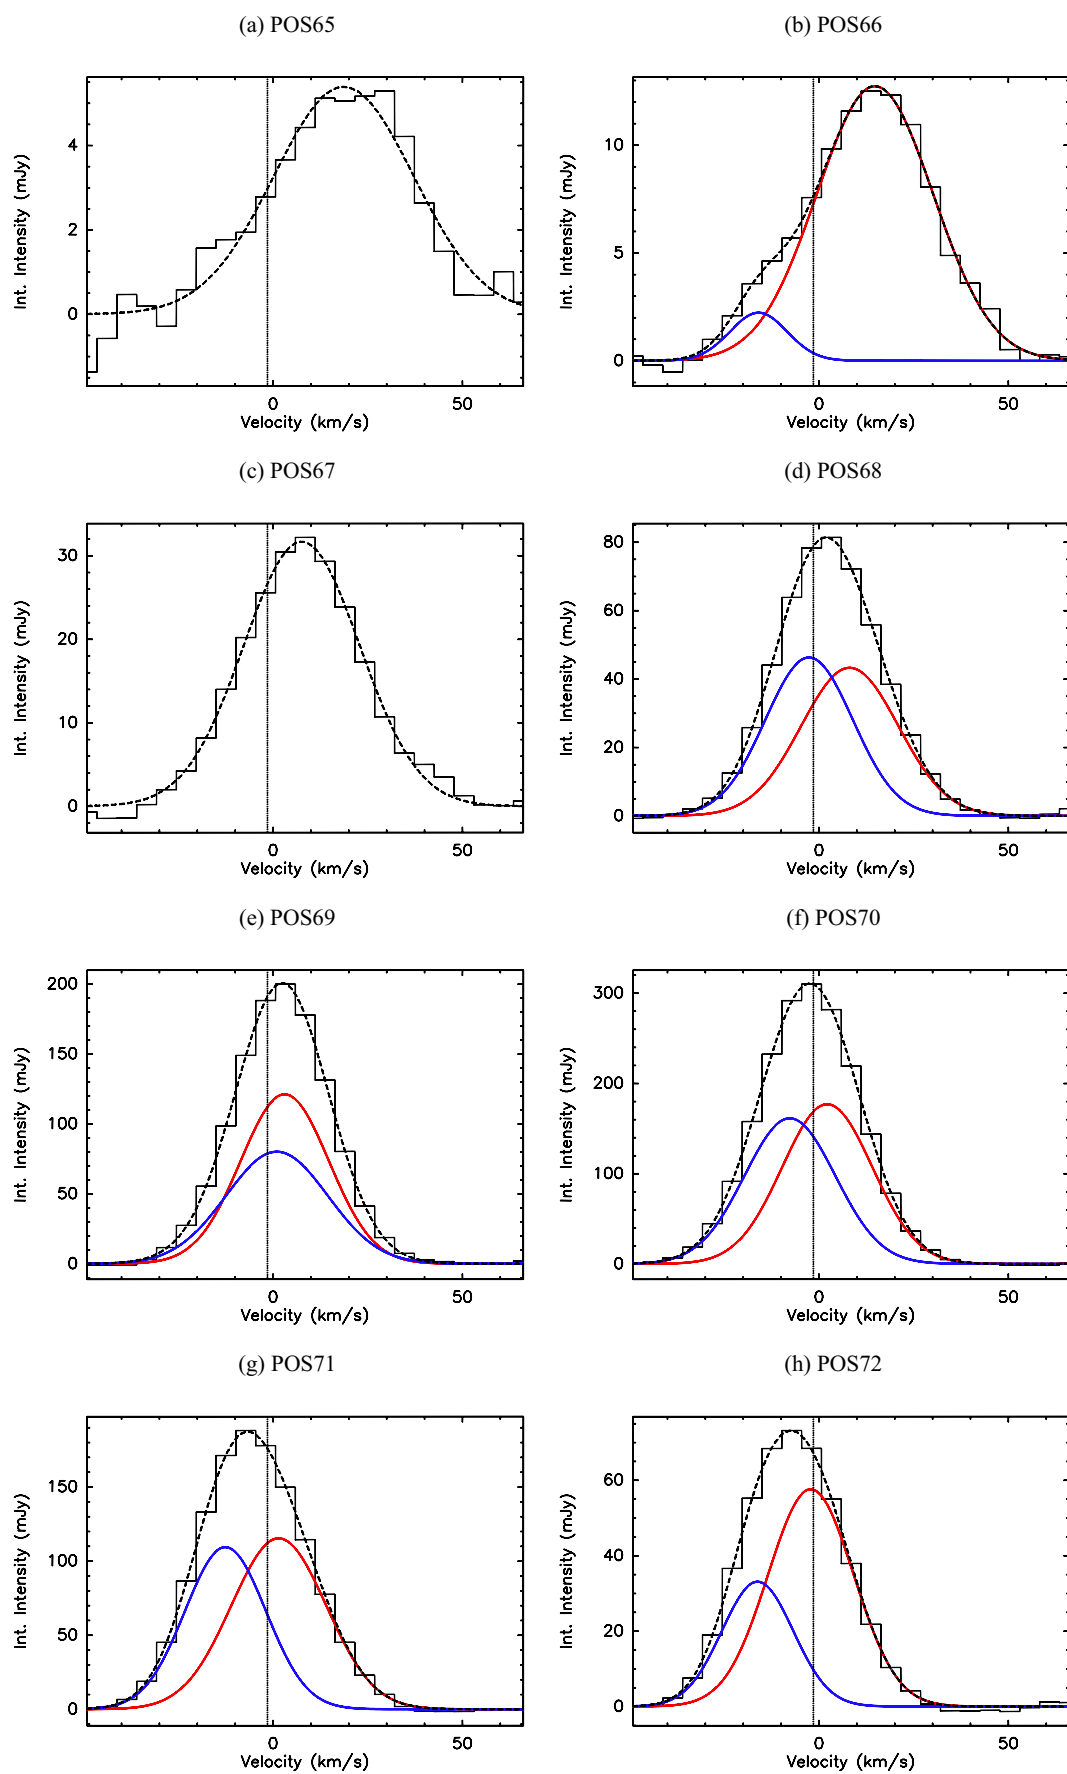 (a) POS65
(b) POS66
Int. Intensity (mJy)
4
2
0
0
50
Velocity (km/s)
Int. Intensity (mJy)
10
5
0
0
50
Velocity (km/s)
(c) POS67
(d) POS68
Int. Intensity (mJy)
30
20
10
0
0
50
Velocity (km/s)
Int. Intensity (mJy)
80
60
40
20
0
0
50
Velocity (km/s)
(e) POS69
(f) POS70
Int. Intensity (mJy)
200
150
100
50
0
0
50
Velocity (km/s)
Int. Intensity (mJy)
300
200
100
0
0
50
Velocity (km/s)
(g) POS71
(h) POS72
Int. Intensity (mJy)
150
100
50
0
0
50
Velocity (km/s)
Int. Intensity (mJy)
60
40
20
0
0
50
Velocity (km/s)